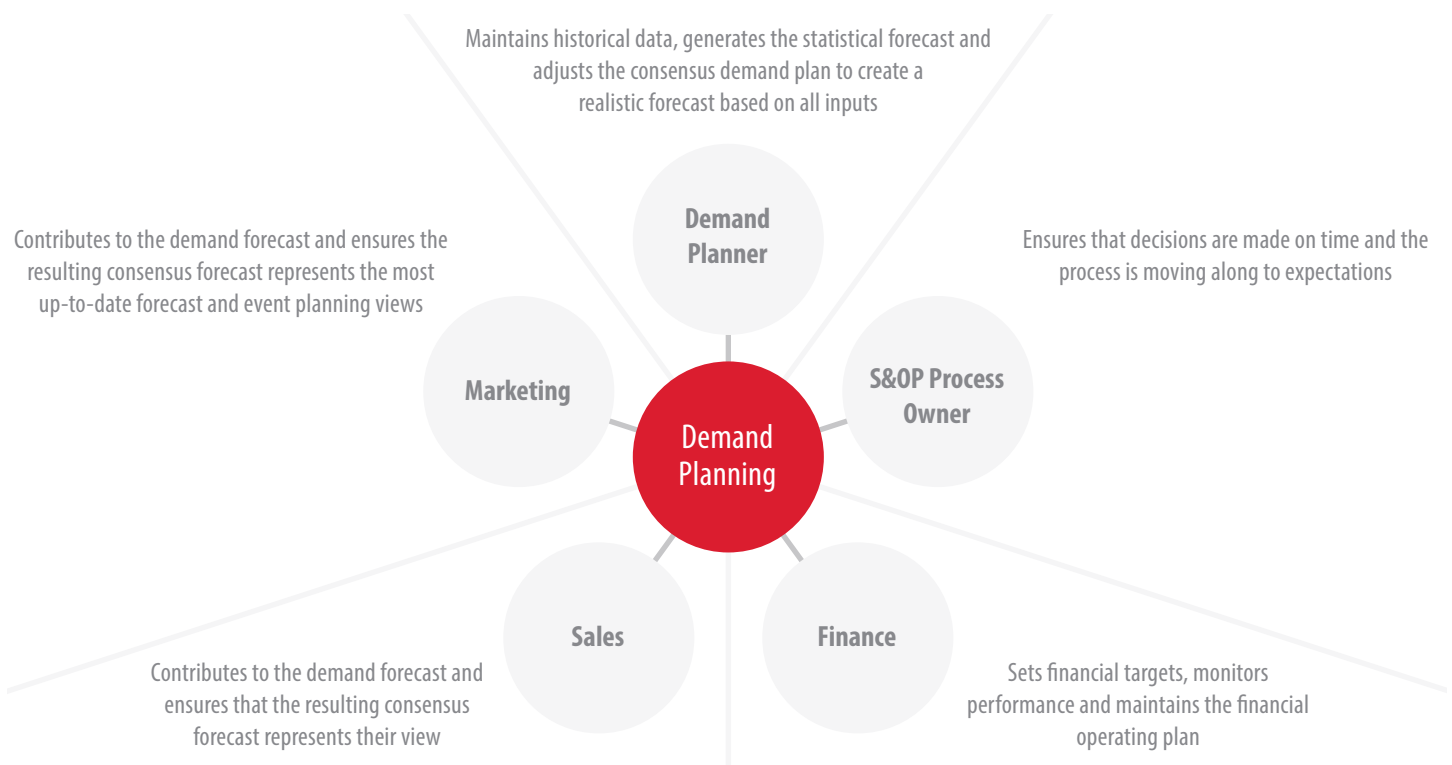 Maintains historical data, generates the statistical forecast and
adjusts the consensus demand plan to create a
realistic forecast based on all inputs
Demand
Planner
Contributes to the demand forecast and ensures the
resulting consensus forecast represents the most
up-to-date forecast and event planning views
Marketing
Ensures that decisions are made on time and the
process is moving along to expectations
S&OP Process
Owner
Demand
Planning
Sales
Contributes to the demand forecast and
ensures that the resulting consensus
forecast represents their view
Finance
Sets financial targets, monitors
performance and maintains the financial
operating plan